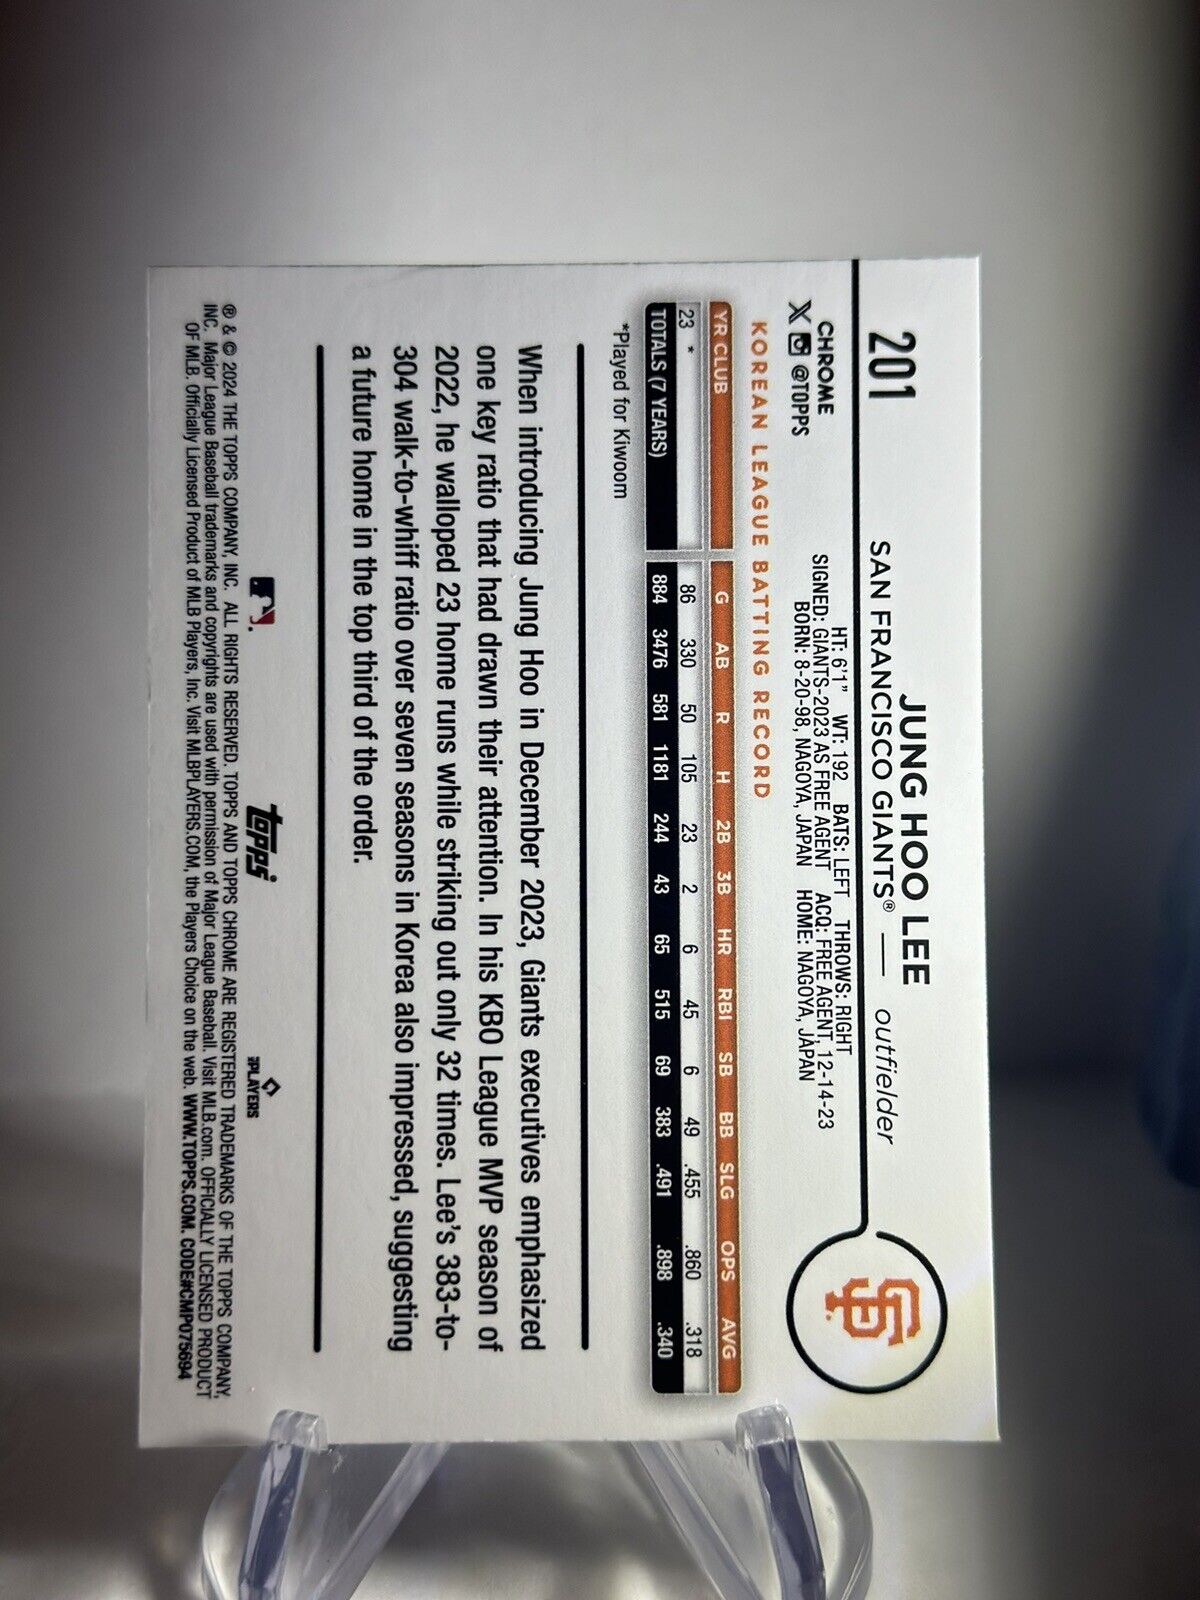 201
JUNG HOO LEE
SAN FRANCISCO GIANTS® — outfielder
CHROME
X @TOPPS
HT: 6'1" WT: 192 BATS: LEFT THROWS: RIGHT
SIGNED: GIANTS-2023 AS FREE AGENT ACQ: FREE AGENT, 12-14-23
BORN: 8-20-98, NAGOYA, JAPAN HOME: NAGOYA, JAPAN
SF
KOREAN LEAGUE BATTING RECORD
YR CLUB G AB R H 2B 3B HR RBI SB BB SLG OPS AVG
23 * 86 330 50 105 23 2 6 45 6 49 .455 .860 .318
TOTALS (7 YEARS) 884 3476 581 1181 244 43 65 515 69 383 .491 .898 .340
*Played for Kiwoom
When introducing Jung Hoo in December 2023, Giants executives emphasized
one key ratio that had drawn their attention. In his KBO League MVP season of
2022, he walloped 23 home runs while striking out only 32 times. Lee's 383-to-
304 walk-to-whiff ratio over seven seasons in Korea also impressed, suggesting
a future home in the top third of the order.
topps
PLAYERS
® & © 2024 THE TOPPS COMPANY, INC. ALL RIGHTS RESERVED. TOPPS AND TOPPS CHROME ARE REGISTERED TRADEMARKS OF THE TOPPS COMPANY,
INC. Major League Baseball trademarks and copyrights are used with permission of Major League Baseball. Visit MLB.com. OFFICIALLY LICENSED PRODUCT
OF MLB. Officially Licensed Product of MLB Players, Inc. Visit MLBPLAYERS.COM, the Players Choice on the web. WWW.TOPPS.COM. CODE#CMP075694